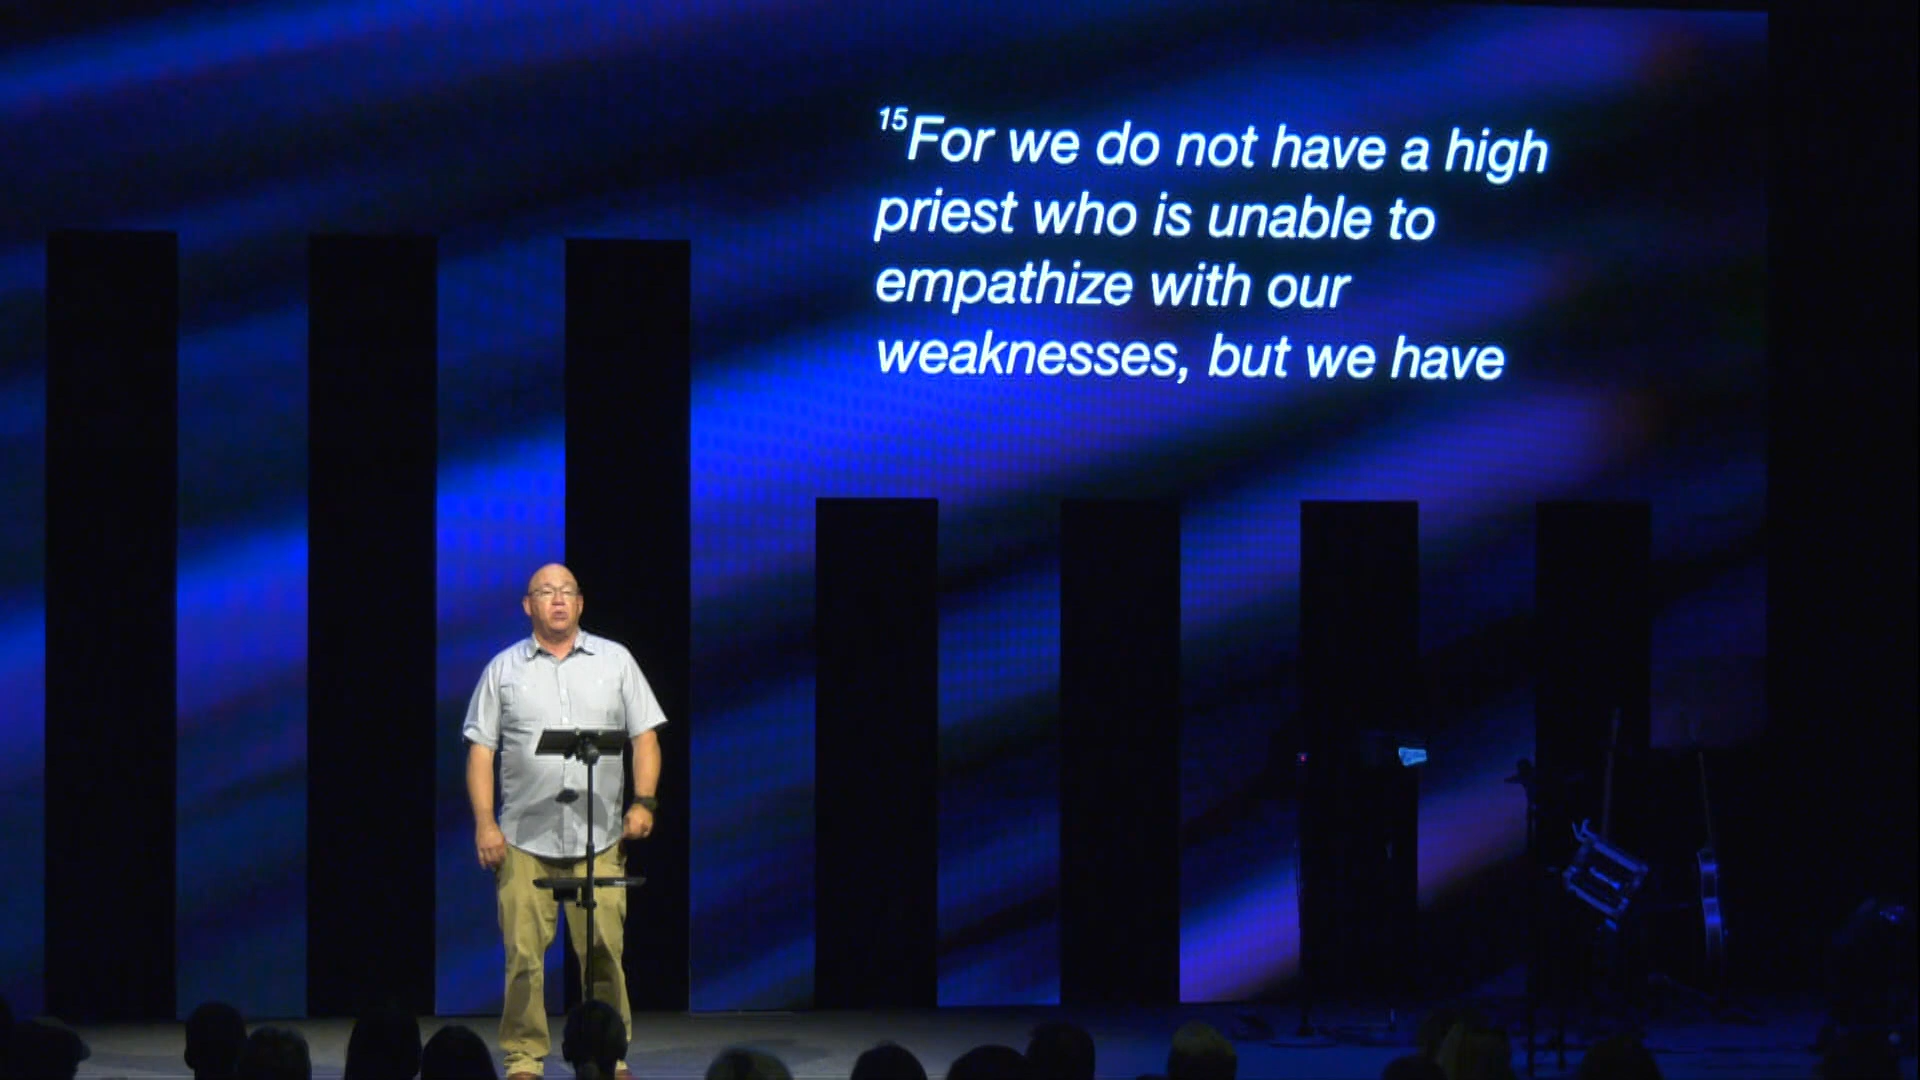 15For we do not have a high
priest who is unable to
empathize with our
weaknesses, but we have